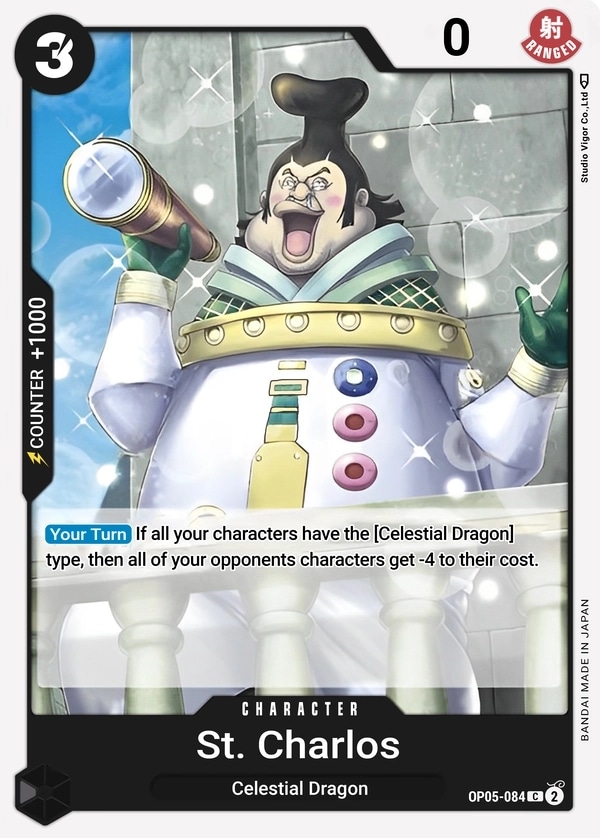 3
0
射
RANGED
Studio Vigor Co.,Ltd
COUNTER +1000
Your Turn If all your characters have the [Celestial Dragon]
type, then all of your opponents characters get -4 to their cost.
CHARACTER
St. Charlos
Celestial Dragon
OP05-084 C 2
BANDAI MADE IN JAPAN